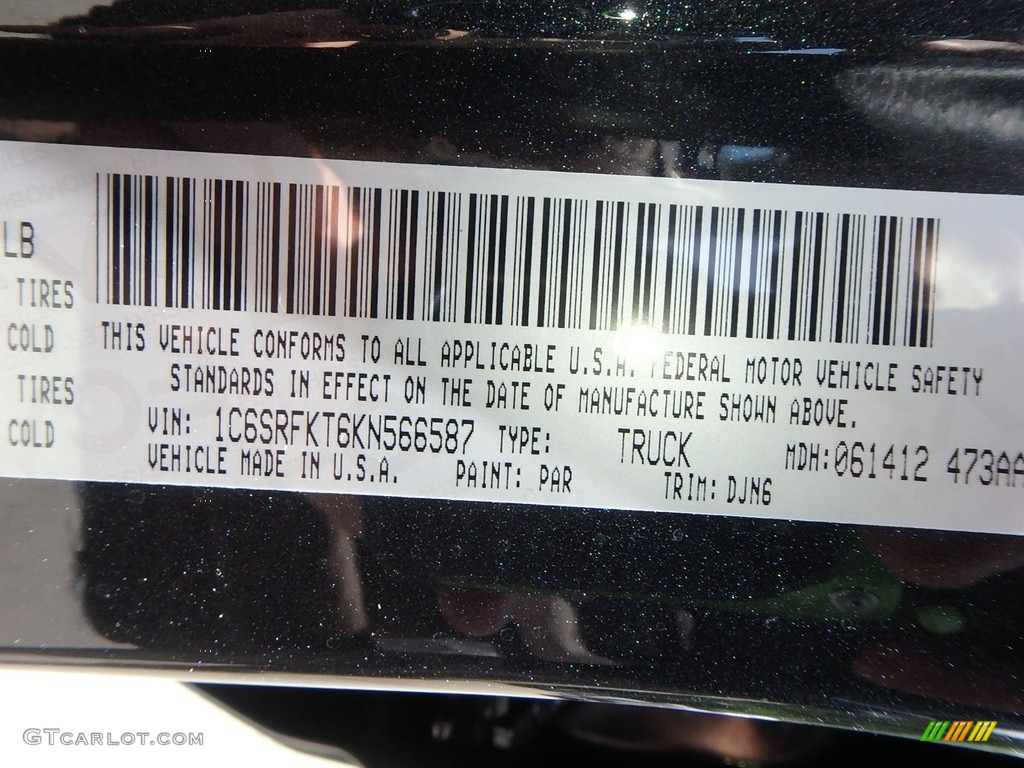 LB
TIRES
COLD
TIRES
COLD
THIS VEHICLE CONFORMS TO ALL APPLICABLE U.S.A. FEDERAL MOTOR VEHICLE SAFETY
STANDARDS IN EFFECT ON THE DATE OF MANUFACTURE SHOWN ABOVE.
VIN: 1C6SRFKT6KN566587 TYPE: TRUCK MDH:061412 473AA
VEHICLE MADE IN U.S.A. PAINT: PAR TRIM: DJN6
GTcarlot.com